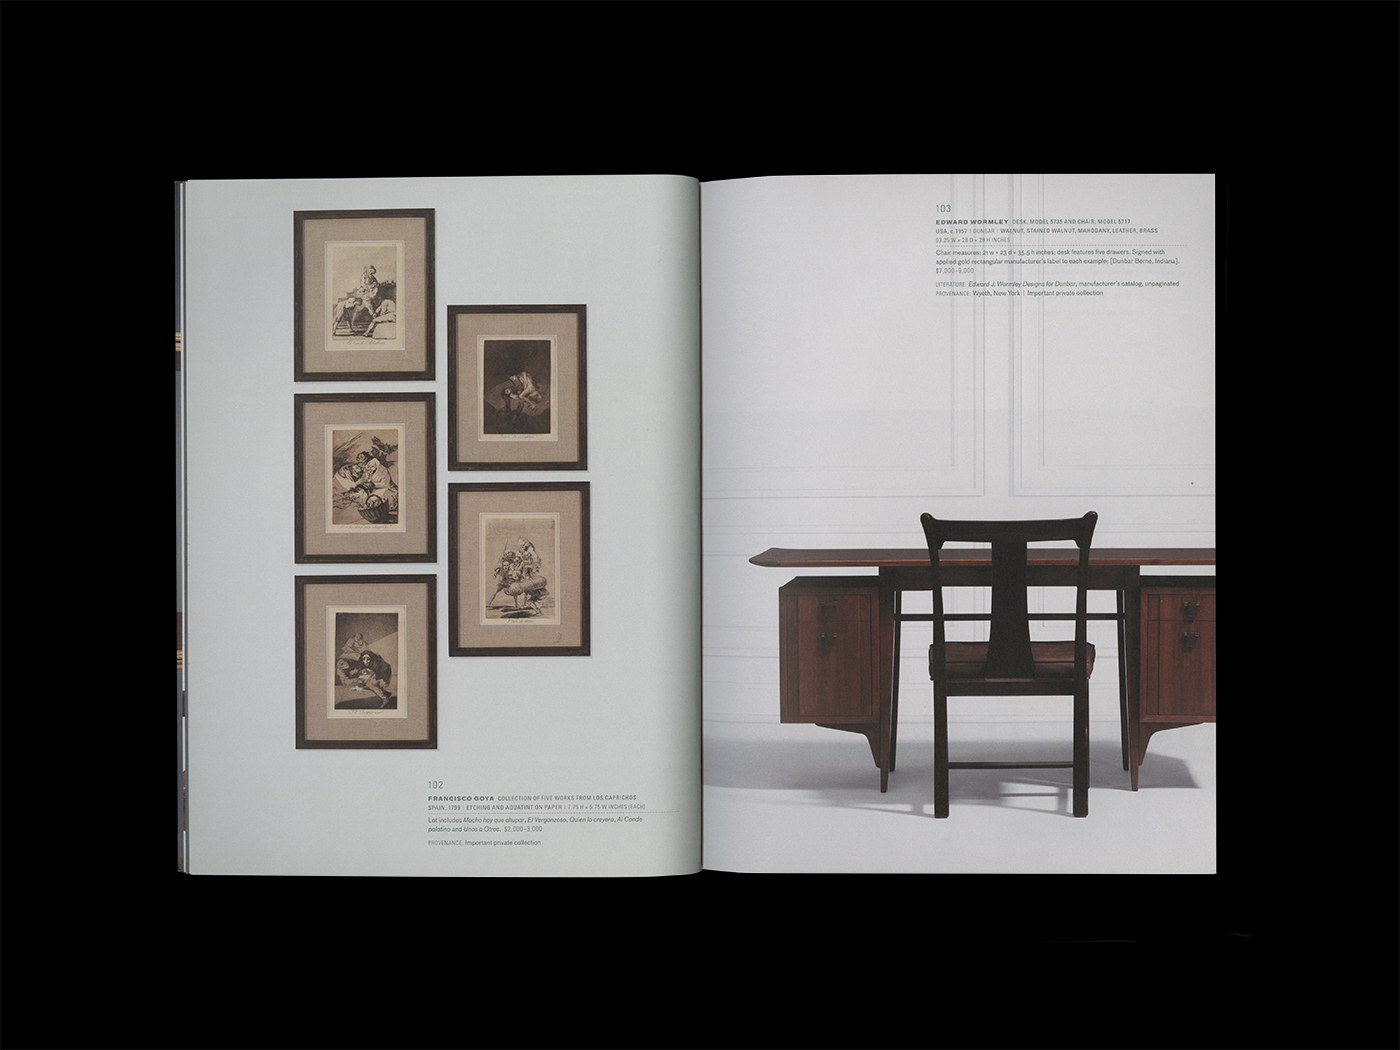 102
FRANCISCO GOYA COLLECTION OF FIVE WORKS FROM LOS CAPRICHOS
SPAIN, 1799 | ETCHING AND AQUATINT ON PAPER | 7.75 H × 5.75 W INCHES (EACH)
Lot includes Mucho hay que chupar, El Vergonzoso, Quien lo creyera, Al Conde
palatino and Unos a Otros. $2,000–3,000
PROVENANCE: Important private collection
103
EDWARD WORMLEY DESK, MODEL 5735 AND CHAIR, MODEL 5717
USA, c. 1957 | DUNBAR | WALNUT, STAINED WALNUT, MAHOGANY, LEATHER, BRASS
93.25 W × 28 D × 29 H INCHES
Chair measures: 21 w × 23 d × 35.5 h inches; desk features five drawers. Signed with
applied gold rectangular manufacturer's label to each example: [Dunbar Berne, Indiana].
$7,000–9,000
LITERATURE: Edward J. Wormley Designs for Dunbar, manufacturer's catalog, unpaginated
PROVENANCE: Wyeth, New York | Important private collection